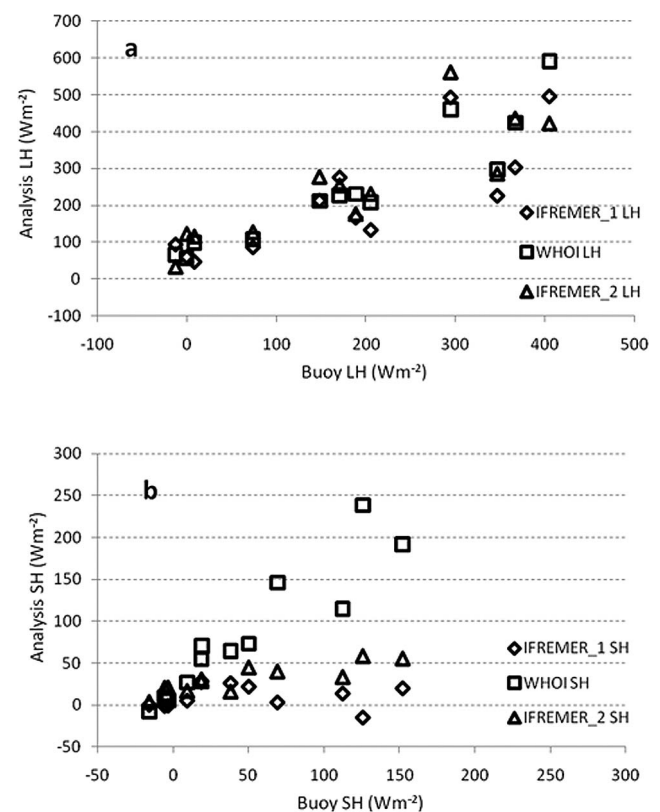 700
a
600
500
400
300
200
100
0
-100
Analysis LH (Wm-2)
IFREMER_1 LH
WHOI LH
IFREMER_2 LH
-100 0 100 200 300 400 500
Buoy LH (Wm-2)
300
b
250
200
150
100
50
0
-50
Analysis SH (Wm-2)
IFREMER_1 SH
WHOI SH
IFREMER_2 SH
-50 0 50 100 150 200 250 300
Buoy SH (Wm-2)